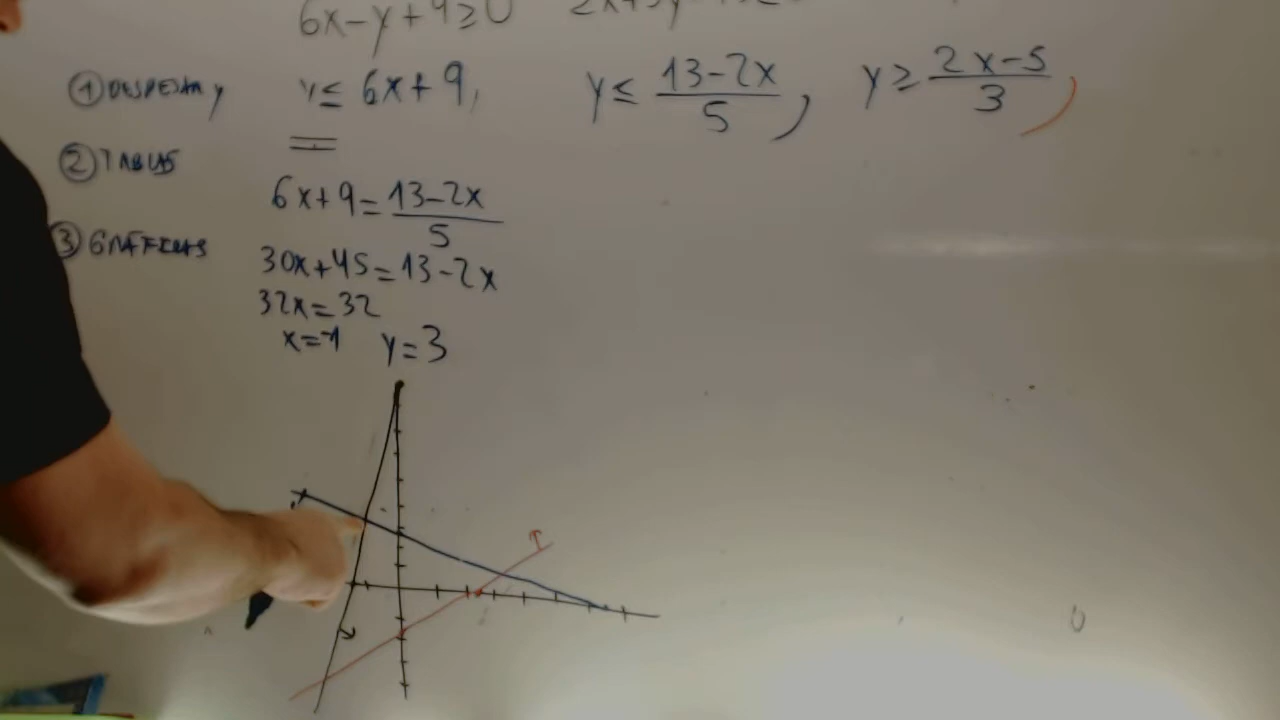 6x-y+9≥0
① DESPEJAR y y≤ 6x+9, y≤ 13-2x/5, y≥ 2x-5/3,
② TABLAS
6x+9=13-2x/5
③ GRÁFICAS
30x+45=13-2x
32x=32
x=-1 y=3